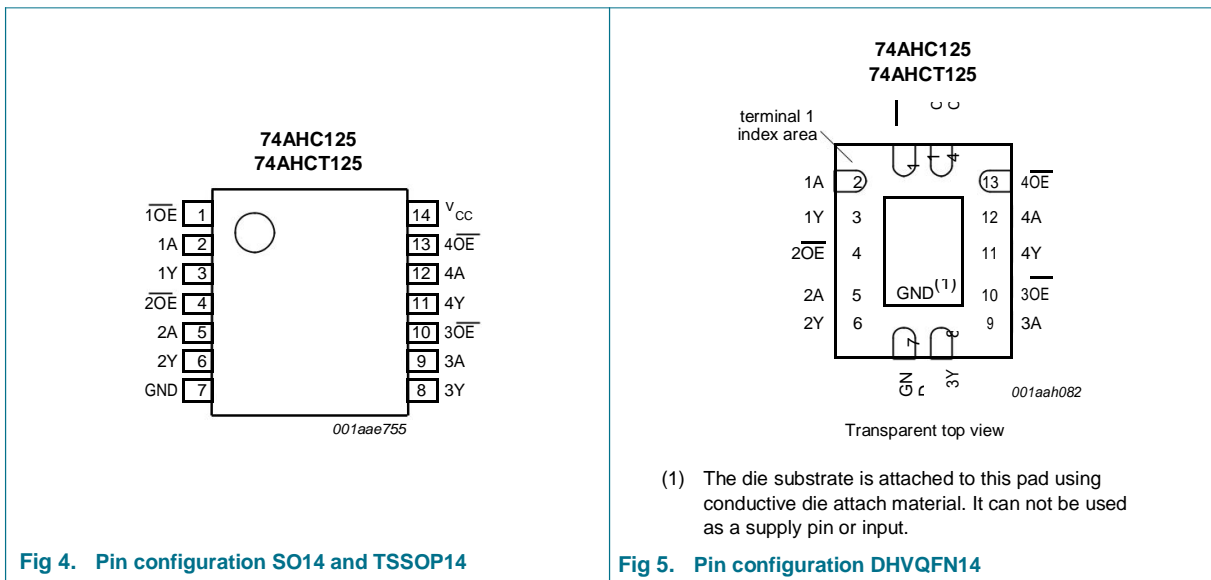 74AHC125
74AHCT125
1OE 1
1A 2
1Y 3
2OE 4
2A 5
2Y 6
GND 7
14 VCC
13 4OE
12 4A
11 4Y
10 3OE
9 3A
8 3Y
001aae755
Fig 4. Pin configuration SO14 and TSSOP14
74AHC125
74AHCT125
terminal 1
index area
C C
1
1 4
1A 2
1Y 3
2OE 4
2A 5
2Y 6
13 4OE
12 4A
11 4Y
10 3OE
9 3A
GND(1)
7
GN
3Y
001aah082
Transparent top view
(1) The die substrate is attached to this pad using
conductive die attach material. It can not be used
as a supply pin or input.
Fig 5. Pin configuration DHVQFN14